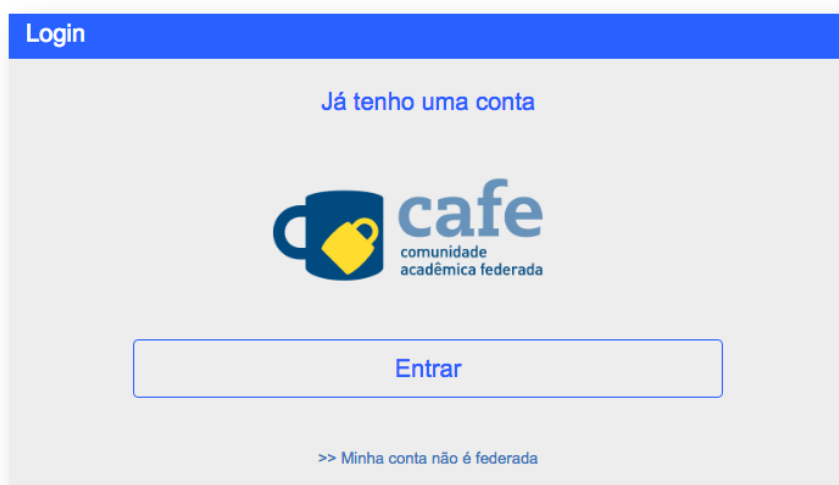 Login
Já tenho uma conta
cafe
comunidade
acadêmica federada
Entrar
>> Minha conta não é federada